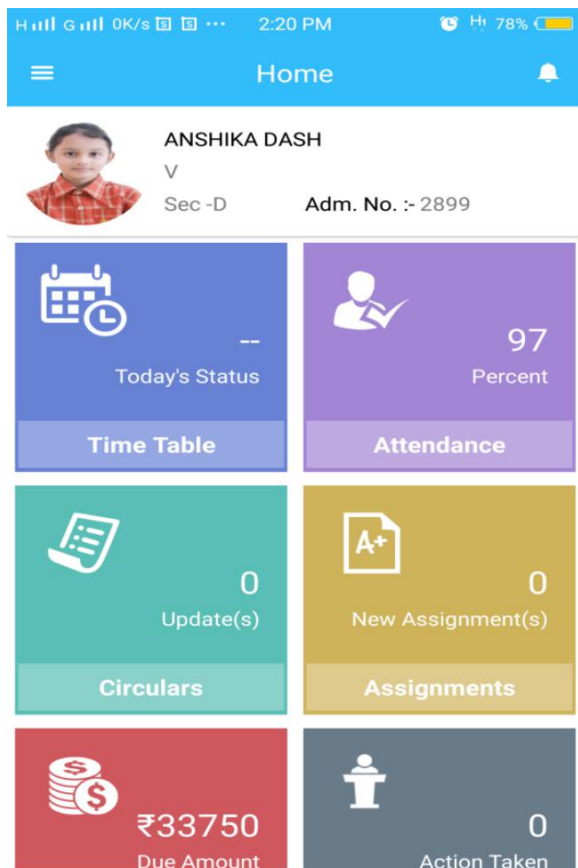 H G 0K/s S S ... 2:20 PM H1 78%
Home
ANSHIKA DASH
V
Sec -D Adm. No. :- 2899
--
Today's Status
Time Table
97
Percent
Attendance
0
Update(s)
Circulars
A+
0
New Assignment(s)
Assignments
$
$
₹33750
Due Amount
0
Action Taken